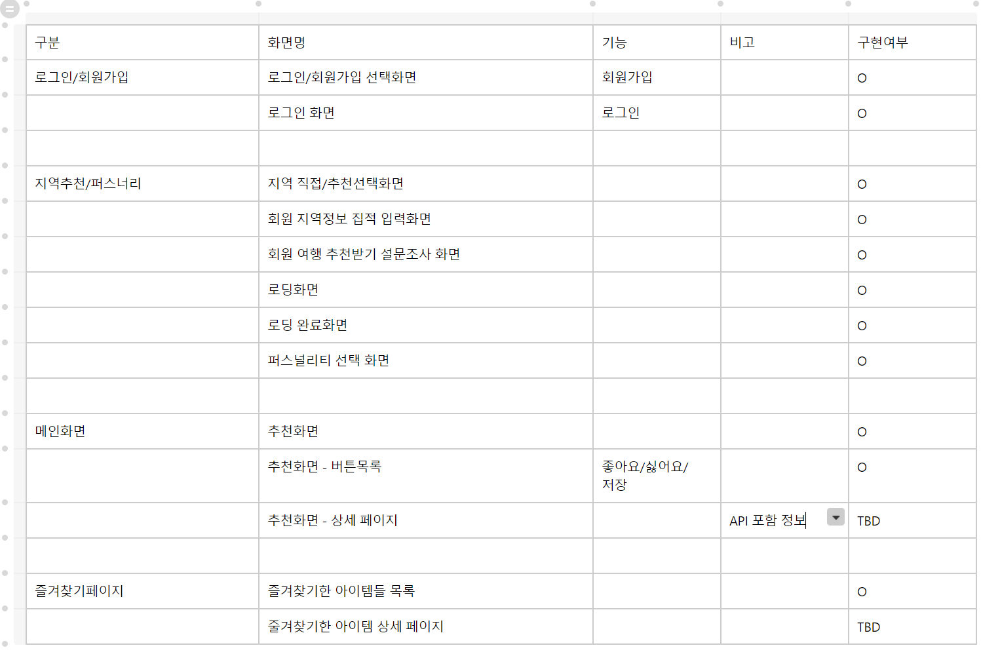 구분 화면명 기능 비고 구현여부
로그인/회원가입 로그인/회원가입 선택화면 회원가입 O
로그인 화면 로그인 O
지역추천/퍼스너리 지역 직접/추천선택화면 O
회원 지역정보 집적 입력화면 O
회원 여행 추천받기 설문조사 화면 O
로딩화면 O
로딩 완료화면 O
퍼스널리티 선택 화면 O
메인화면 추천화면 O
추천화면 - 버튼목록 좋아요/싫어요/ O
저장
추천화면 - 상세 페이지 API 포함 정보 TBD
즐겨찾기페이지 즐겨찾기한 아이템들 목록 O
줄겨찾기한 아이템 상세 페이지 TBD